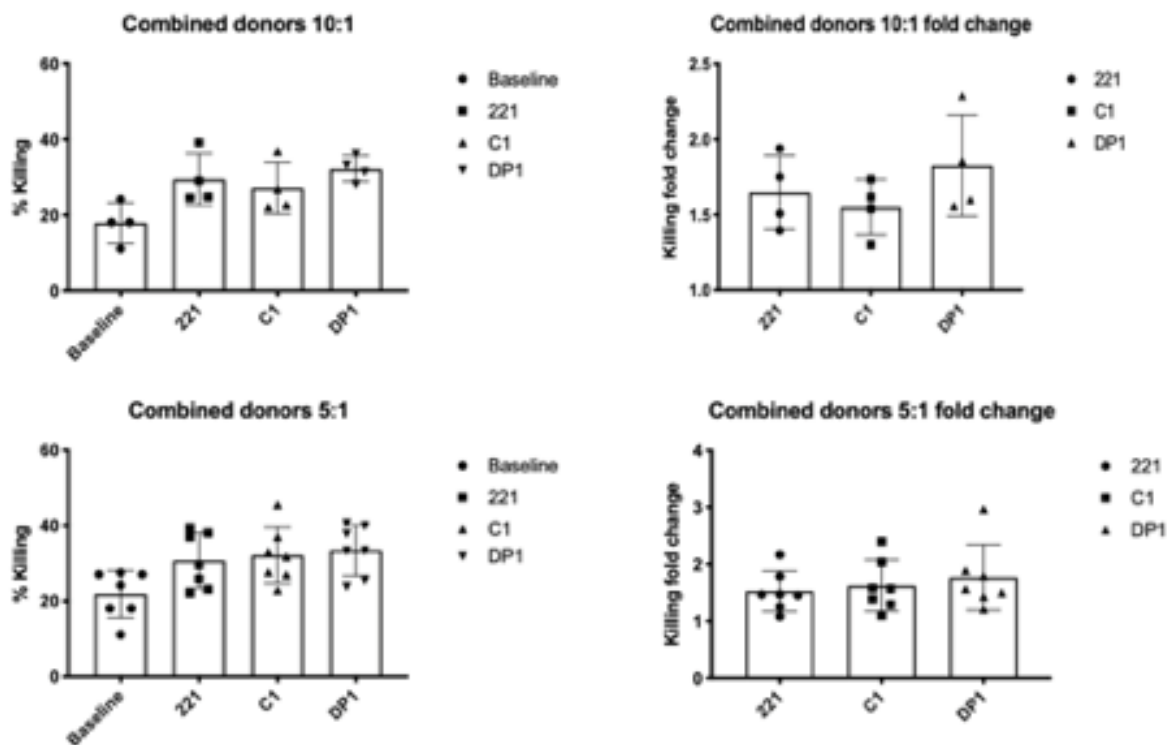 Combined donors 10:1
60
40
20
0
% Killing
Baseline
221
C1
DP1
Baseline
221
C1
DP1
Combined donors 10:1 fold change
2.5
2.0
1.5
1.0
Killing fold change
221
C1
DP1
221
C1
DP1
Combined donors 5:1
60
40
20
0
% Killing
Baseline
221
C1
DP1
Baseline
221
C1
DP1
Combined donors 5:1 fold change
4
3
2
1
0
Killing fold change
221
C1
DP1
221
C1
DP1